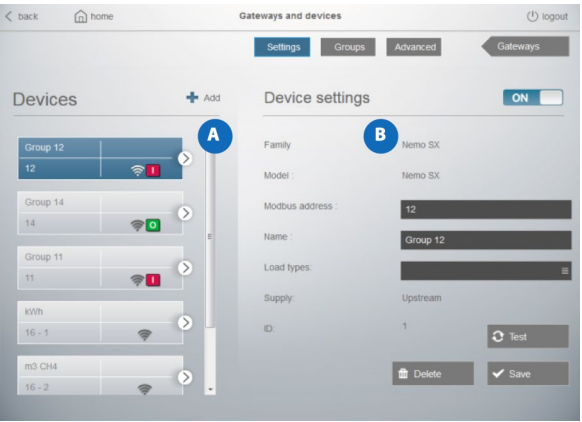 back
home
Gateways and devices
logout
Settings
Groups
Advanced
Gateways
Devices
Add
Device settings
ON
A
B
Group 12
12
I
Group 14
14
O
Group 11
11
I
kWh
16 - 1
m3 CH4
16 - 2
Family
Nemo SX
Model :
Nemo SX
Modbus address :
12
Name :
Group 12
Load types:
Supply:
Upstream
ID:
1
Test
Delete
Save